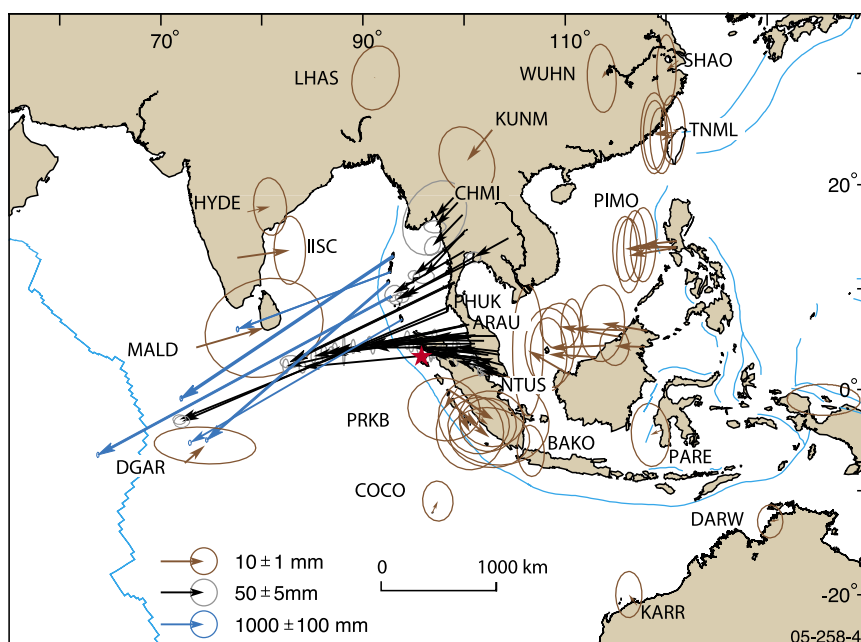 70°
90°
110°
LHAS
WUHN
SHAO
KUNM
TNML
20°
HYDE
CHMI
PIMO
IISC
PHUK
ARAU
MALD
NTUS
0°
PRKB
BAKO
PARE
DGAR
COCO
DARW
10 ± 1 mm
0
1000 km
50 ± 5mm
-20°
KARR
1000 ± 100 mm
05-258-4